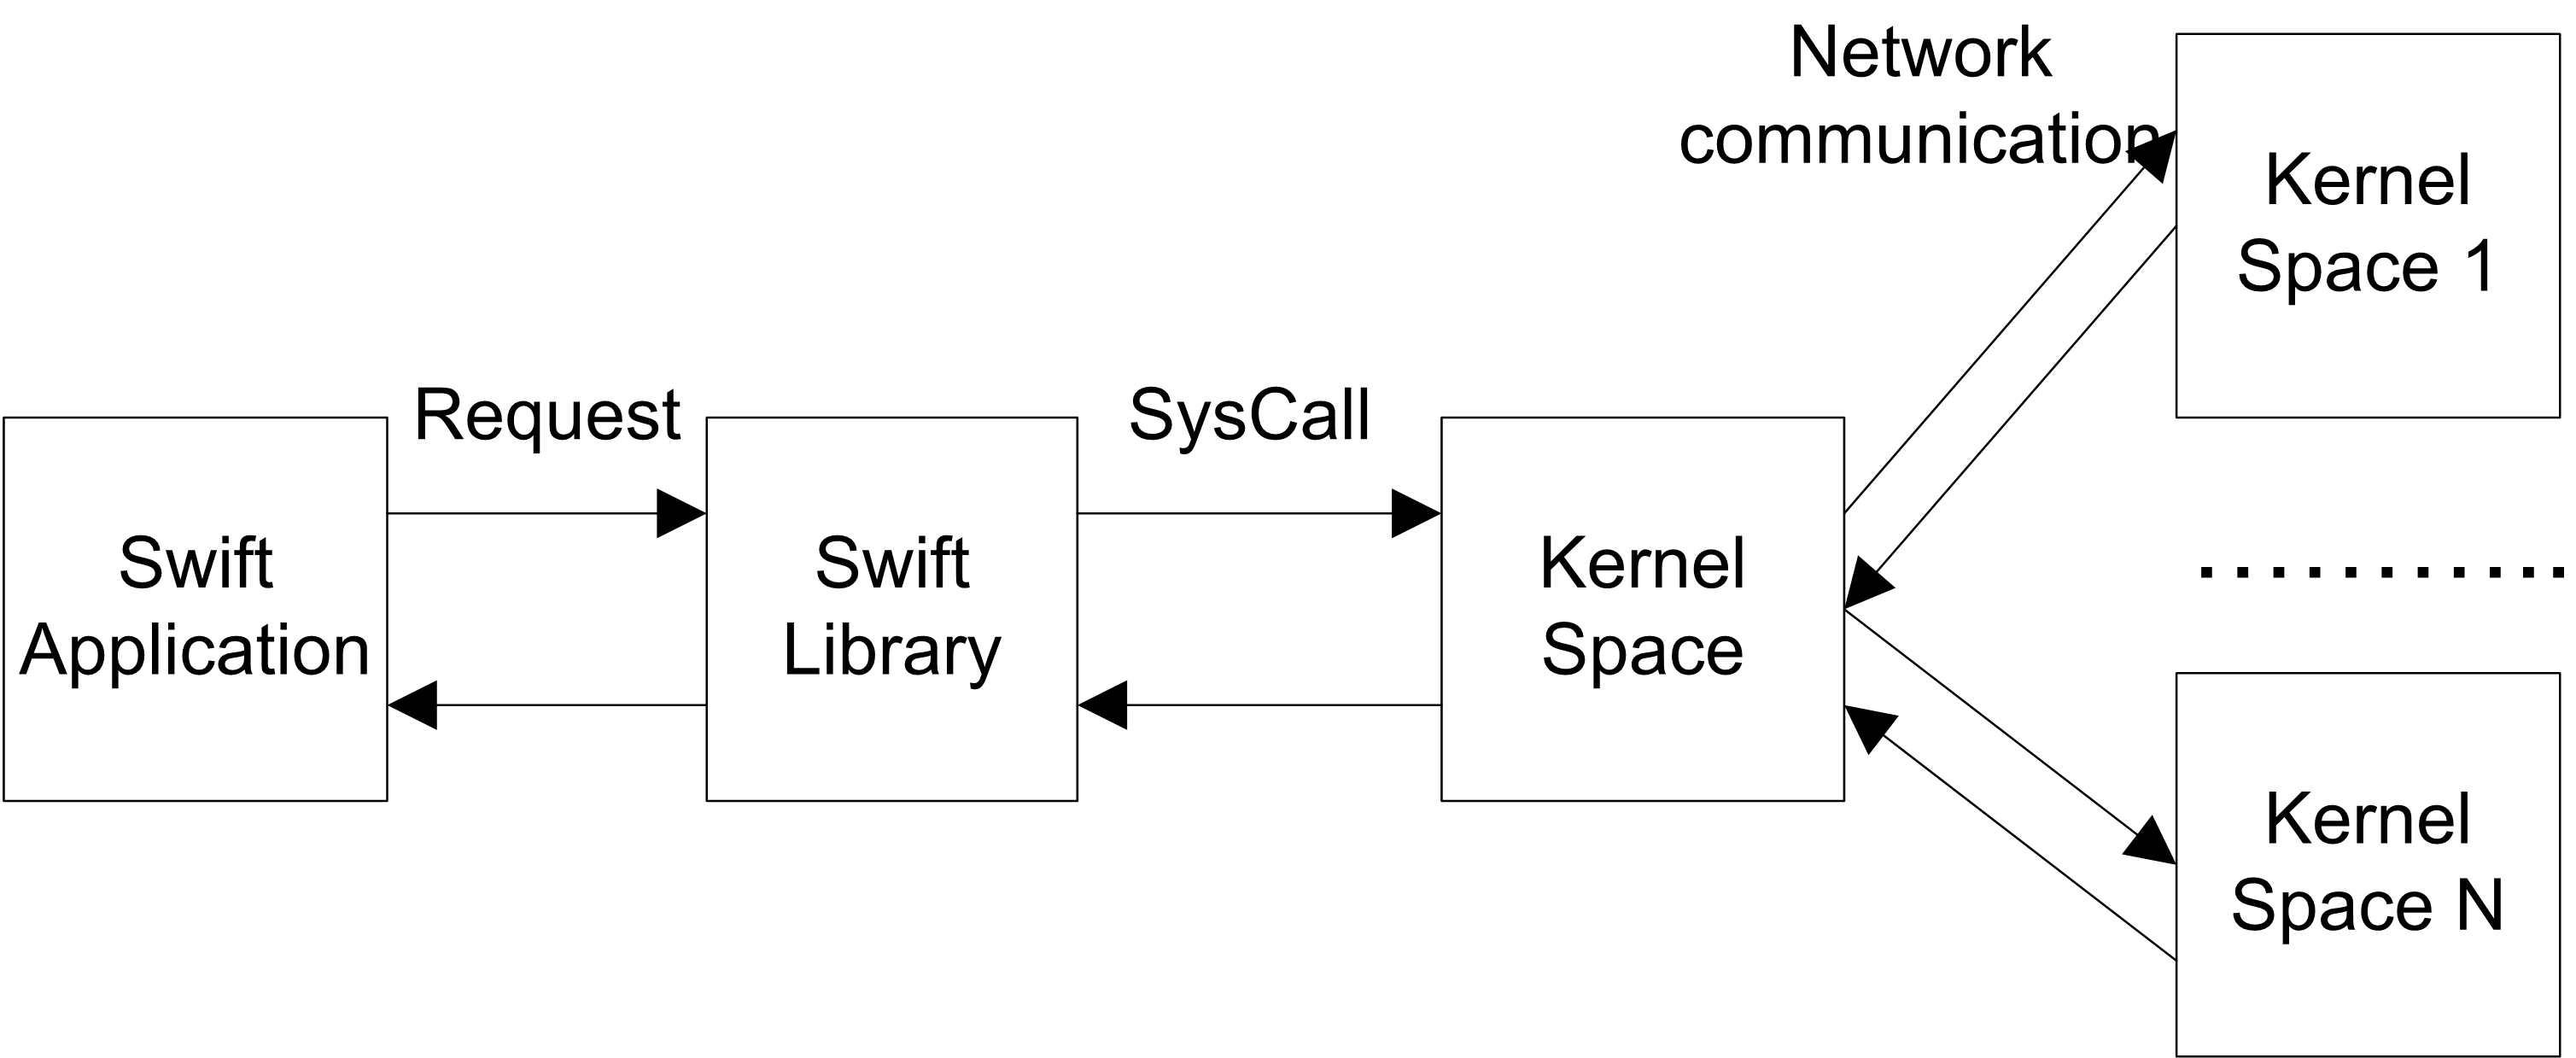 Network
communication
Kernel
Space 1
Request
SysCall
Swift
Application
Swift
Library
Kernel
Space
Kernel
Space N